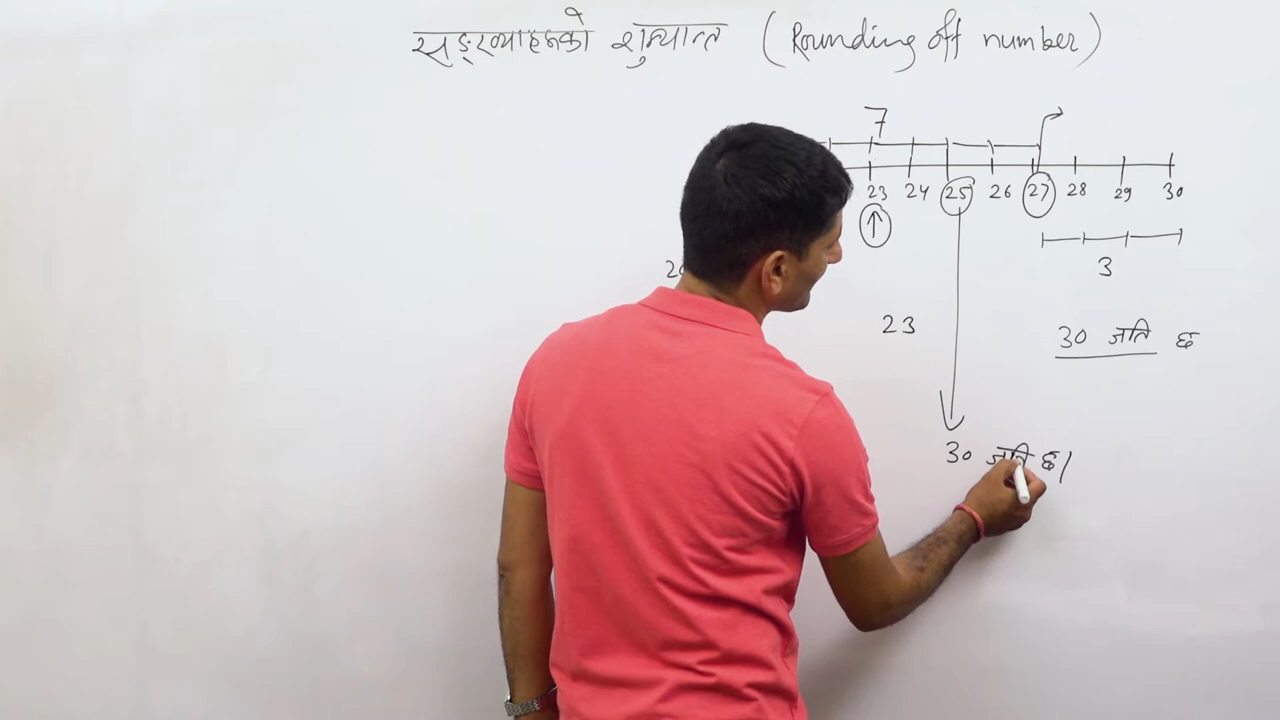 सङ्ख्याहरूको शुन्यान्त (Rounding off number)
7
23 24 25 26 27 28 29 30
3
23
30 जति छ
30 जति छ।